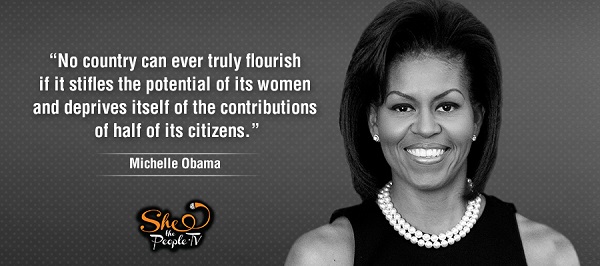 “No country can ever truly flourish
if it stifles the potential of its women
and deprives itself of the contributions
of half of its citizens.”
Michelle Obama
She
the
People TV